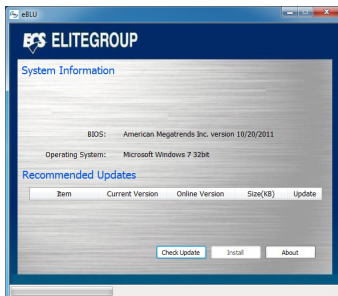 eBLU
ECS ELITEGROUP
System Information
BIOS: American Megatrends Inc. version 10/20/2011
Operating System: Microsoft Windows 7 32bit
Recommended Updates
Item Current Version Online Version Size(KB) Update
Check Update Install About